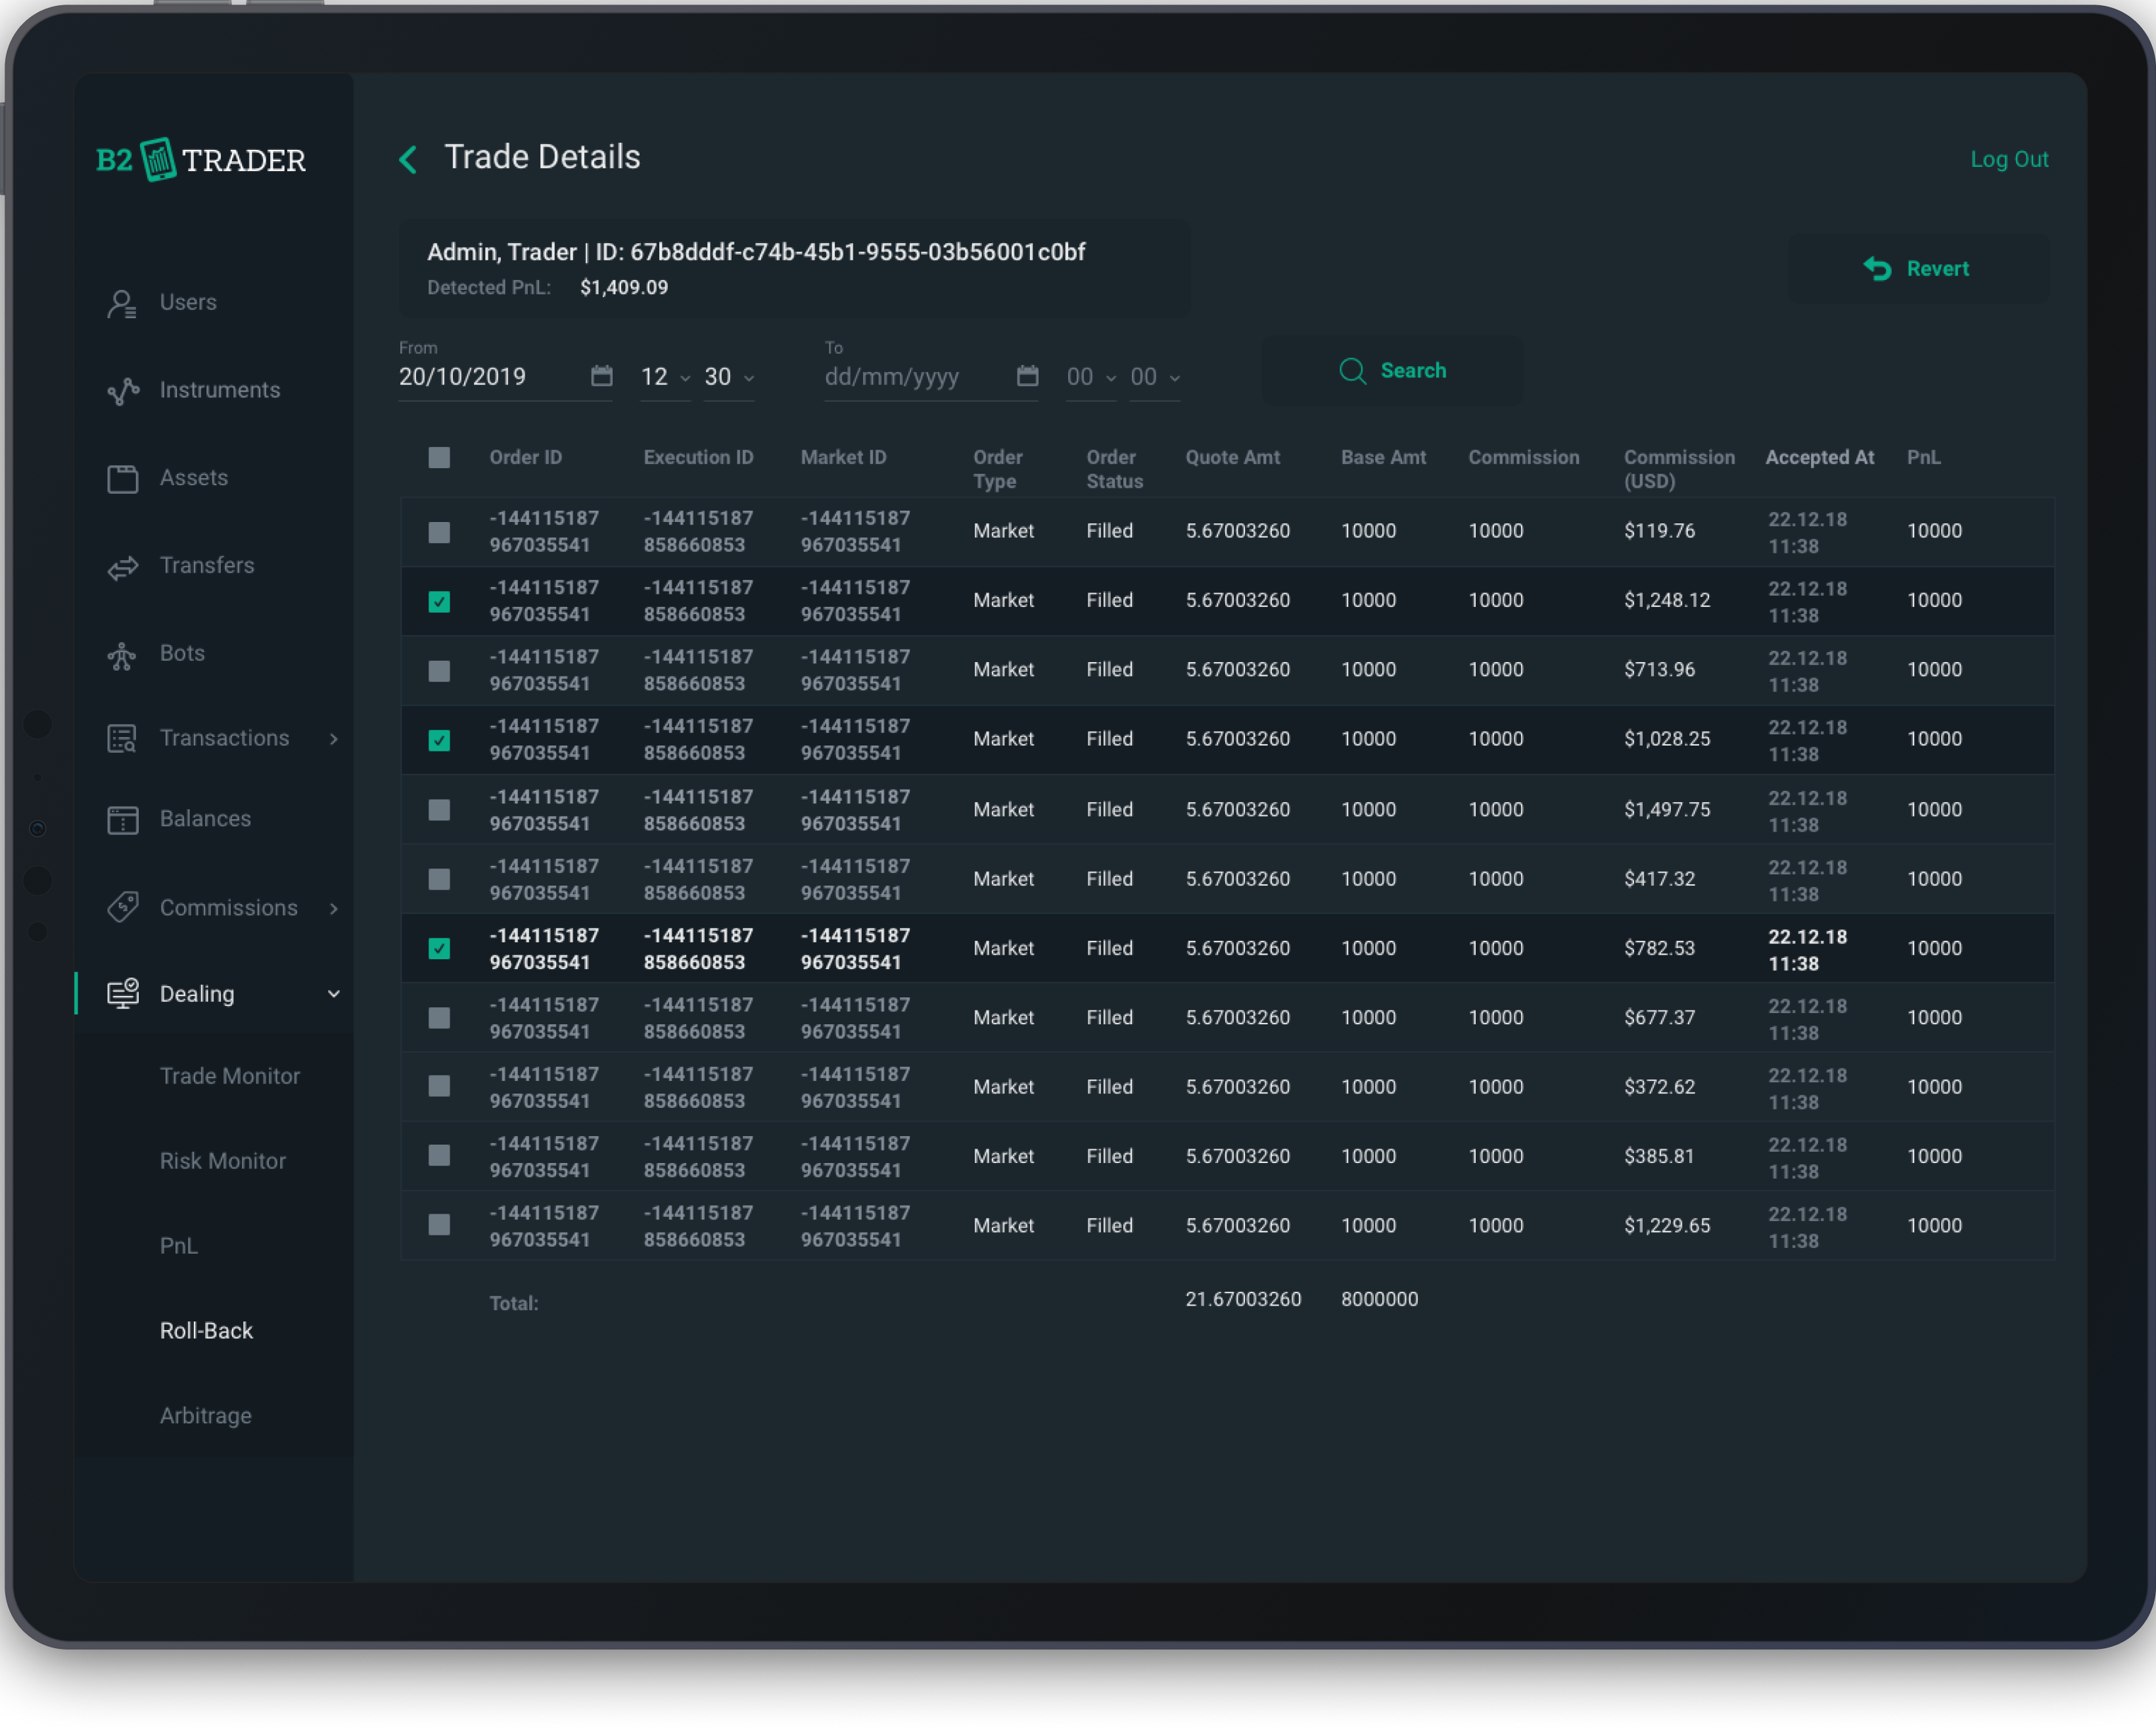 B2 TRADER
Users
Instruments
Assets
Transfers
Bots
Transactions
Balances
Commissions
Dealing
Trade Monitor
Risk Monitor
PnL
Roll-Back
Arbitrage
Trade Details
Log Out
Admin, Trader | ID: 67b8dddf-c74b-45b1-9555-03b56001c0bf
Detected PnL: $1,409.09
Revert
From
20/10/2019 12 30
To
dd/mm/yyyy 00 00
Search
Order ID Execution ID Market ID Order Order Quote Amt Base Amt Commission Commission Accepted At PnL
Type Status (USD)
-144115187 -144115187 -144115187 Market Filled 5.67003260 10000 10000 $119.76 22.12.18 10000
967035541 858660853 967035541 11:38
-144115187 -144115187 -144115187 Market Filled 5.67003260 10000 10000 $1,248.12 22.12.18 10000
967035541 858660853 967035541 11:38
-144115187 -144115187 -144115187 Market Filled 5.67003260 10000 10000 $713.96 22.12.18 10000
967035541 858660853 967035541 11:38
-144115187 -144115187 -144115187 Market Filled 5.67003260 10000 10000 $1,028.25 22.12.18 10000
967035541 858660853 967035541 11:38
-144115187 -144115187 -144115187 Market Filled 5.67003260 10000 10000 $1,497.75 22.12.18 10000
967035541 858660853 967035541 11:38
-144115187 -144115187 -144115187 Market Filled 5.67003260 10000 10000 $417.32 22.12.18 10000
967035541 858660853 967035541 11:38
-144115187 -144115187 -144115187 Market Filled 5.67003260 10000 10000 $782.53 22.12.18 10000
967035541 858660853 967035541 11:38
-144115187 -144115187 -144115187 Market Filled 5.67003260 10000 10000 $677.37 22.12.18 10000
967035541 858660853 967035541 11:38
-144115187 -144115187 -144115187 Market Filled 5.67003260 10000 10000 $372.62 22.12.18 10000
967035541 858660853 967035541 11:38
-144115187 -144115187 -144115187 Market Filled 5.67003260 10000 10000 $385.81 22.12.18 10000
967035541 858660853 967035541 11:38
-144115187 -144115187 -144115187 Market Filled 5.67003260 10000 10000 $1,229.65 22.12.18 10000
967035541 858660853 967035541 11:38
Total: 21.67003260 8000000